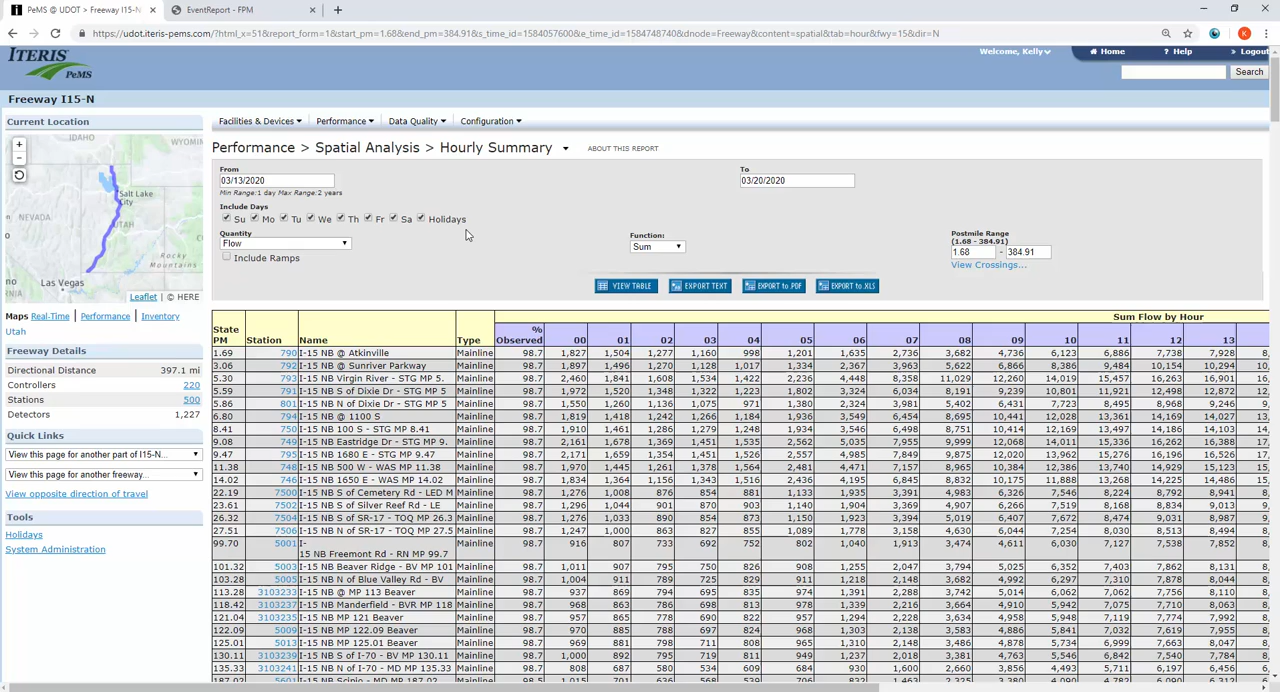 PeMS @ UDOT > Freeway I15-N
EventReport - FPM
https://udot.iteris-pems.com/?html_x=51&report_form=1&start_pm=1.68&end_pm=384.91&s_time_id=1584057600&e_time_id=1584748740&dnode=Freeway&content=spatial&tab=hour&fwy=15&dir=N
K
ITERIS PeMS
Welcome, Kelly
Home ? Help » Logout
Search
Freeway I15-N
Current Location
+
−
IDAHO
WYOMING
Salt Lake City
NEVADA
UTAH
Rocky Mountains
Las Vegas
Leaflet | © HERE
Maps Real-Time | Performance | Inventory
Utah
Freeway Details
Directional Distance 397.1 mi
Controllers 220
Stations 500
Detectors 1,227
Quick Links
View this page for another part of I15-N...
View this page for another freeway...
View opposite direction of travel
Tools
Holidays
System Administration
Facilities & Devices Performance Data Quality Configuration
Performance > Spatial Analysis > Hourly Summary ABOUT THIS REPORT
From To
03/13/2020 03/20/2020
Min Range:1 day Max Range:2 years
Include Days
Su Mo Tu We Th Fr Sa Holidays
Quantity Function: Postmile Range
(1.68 - 384.91)
Flow Sum 1.68 - 384.91
Include Ramps
View Crossings...
VIEW TABLE EXPORT TEXT EXPORT to .PDF EXPORT to .XLS
Sum Flow by Hour
State PM Station Name Type % Observed 00 01 02 03 04 05 06 07 08 09 10 11 12 13
1.69 790 I-15 NB @ Atkinville Mainline 98.7 1,827 1,504 1,277 1,160 998 1,201 1,635 2,736 3,682 4,736 6,123 6,886 7,738 7,928 8,
3.06 792 I-15 NB @ Sunriver Parkway Mainline 98.7 1,897 1,496 1,270 1,128 1,017 1,334 2,367 3,963 5,622 6,866 8,386 9,484 10,154 10,294 10,
5.30 793 I-15 NB Virgin River - STG MP 5. Mainline 98.7 2,460 1,841 1,608 1,534 1,422 2,236 4,448 8,358 11,029 12,260 14,019 15,457 16,263 16,901 16,
5.59 791 I-15 NB S of Dixie Dr - STG MP 5 Mainline 98.7 1,972 1,520 1,348 1,322 1,223 1,802 3,324 6,034 8,191 9,239 10,801 11,921 12,498 12,872
5.86 801 I-15 NB N of Dixie Dr - STG MP 5 Mainline 98.7 1,550 1,260 1,136 1,075 971 1,380 2,324 3,953 5,602 6,431 7,723 8,495 8,968 9,246
6.80 794 I-15 NB @ 1100 S Mainline 98.7 1,819 1,418 1,242 1,266 1,184 1,936 3,549 6,454 8,895 10,441 12,028 13,361 14,169 14,027
8.41 750 I-15 NB 100 S - STG MP 8.41 Mainline 98.7 1,910 1,461 1,286 1,279 1,248 1,934 3,546 6,498 8,751 10,414 12,169 13,497 14,186 14,103
9.08 749 I-15 NB Eastridge Dr - STG MP 9. Mainline 98.7 2,161 1,678 1,369 1,451 1,535 2,562 5,035 7,955 9,999 12,068 14,011 15,336 16,262 16,388
9.47 795 I-15 NB 1680 E - STG MP 9.47 Mainline 98.7 2,171 1,659 1,354 1,451 1,526 2,557 4,985 7,849 9,875 12,020 13,962 15,276 16,196 16,527
11.38 748 I-15 NB 500 W - WAS MP 11.38 Mainline 98.7 1,970 1,445 1,261 1,378 1,564 2,481 4,471 7,157 8,965 10,384 12,386 13,740 14,929 15,123
14.02 746 I-15 NB 1650 E - WAS MP 14.02 Mainline 98.7 1,834 1,364 1,156 1,343 1,516 2,436 4,195 6,845 8,732 10,115 11,888 12,968 14,225 14,486
22.19 7500 I-15 NB S of Cemetery Rd - LED M Mainline 98.7 1,276 1,008 876 854 881 1,133 1,935 3,391 4,983 6,326 7,546 8,224 8,792 8,941
23.61 7502 I-15 NB S of Silver Reef Rd - LE Mainline 98.7 1,296 1,044 901 870 903 1,140 1,907 3,369 4,959 6,266 7,519 8,168 8,834 9,013
26.32 7504 I-15 NB S of SR-17 - TOQ MP 26.3 Mainline 98.7 1,276 1,033 890 854 873 1,150 1,923 3,394 5,019 6,407 7,672 8,474 9,031 8,987
27.51 7506 I-15 NB N of SR-17 - TOQ MP 27.5 Mainline 98.7 1,247 1,000 863 827 855 1,089 1,778 3,158 4,630 6,044 7,254 8,030 8,513 8,494
99.70 5001 I-
15 NB Freemont Rd - RN MP 99.7 Mainline 98.7 916 807 733 692 752 802 1,040 1,913 3,474 4,611 6,030 7,127 7,538 7,852
101.32 5003 I-15 NB Beaver Ridge - BV MP 101 Mainline 98.7 1,011 907 795 750 826 908 1,255 2,142 3,794 5,025 6,352 7,403 7,862 8,131
103.28 5005 I-15 NB N of Blue Valley Rd - BV Mainline 98.7 1,004 911 789 725 829 911 1,218 2,148 3,682 4,992 6,297 7,310 7,878 8,044
113.28 3103233 I-15 NB @ MP 113 Beaver Mainline 98.7 937 869 794 695 835 974 1,391 2,288 3,742 5,014 6,072 7,062 7,756 8,112
118.42 3103237 I-15 NB Manderfield - BVR MP 118 Mainline 98.7 968 863 786 698 813 978 1,339 2,216 3,664 4,910 5,942 7,075 7,710 8,063
121.04 3103235 I-15 NB MP 121.09 Beaver Mainline 98.7 957 865 778 690 822 957 1,294 2,228 3,614 4,958 5,918 7,119 7,774 7,992
122.09 5009 I-15 NB MP 122.09 Beaver Mainline 98.7 970 885 788 697 824 956 1,303 2,138 3,583 4,886 5,841 7,032 7,619 7,955
125.01 5013 I-15 NB MP 125.01 Beaver Mainline 98.7 969 881 798 711 808 965 1,310 2,148 3,486 4,878 5,734 6,999 7,663 8,047
130.11 3103239 I-15 NB S of I-70 - BV MP 130.11 Mainline 98.7 1,000 892 795 719 811 949 1,237 2,081 3,463 4,763 5,546 6,842 7,540 7,784
135.33 3103241 I-15 NB N of I-70 - MD MP 135.33 Mainline 98.7 808 687 580 534 609 684 930 1,600 2,660 3,860 4,493 5,711 6,197 6,456